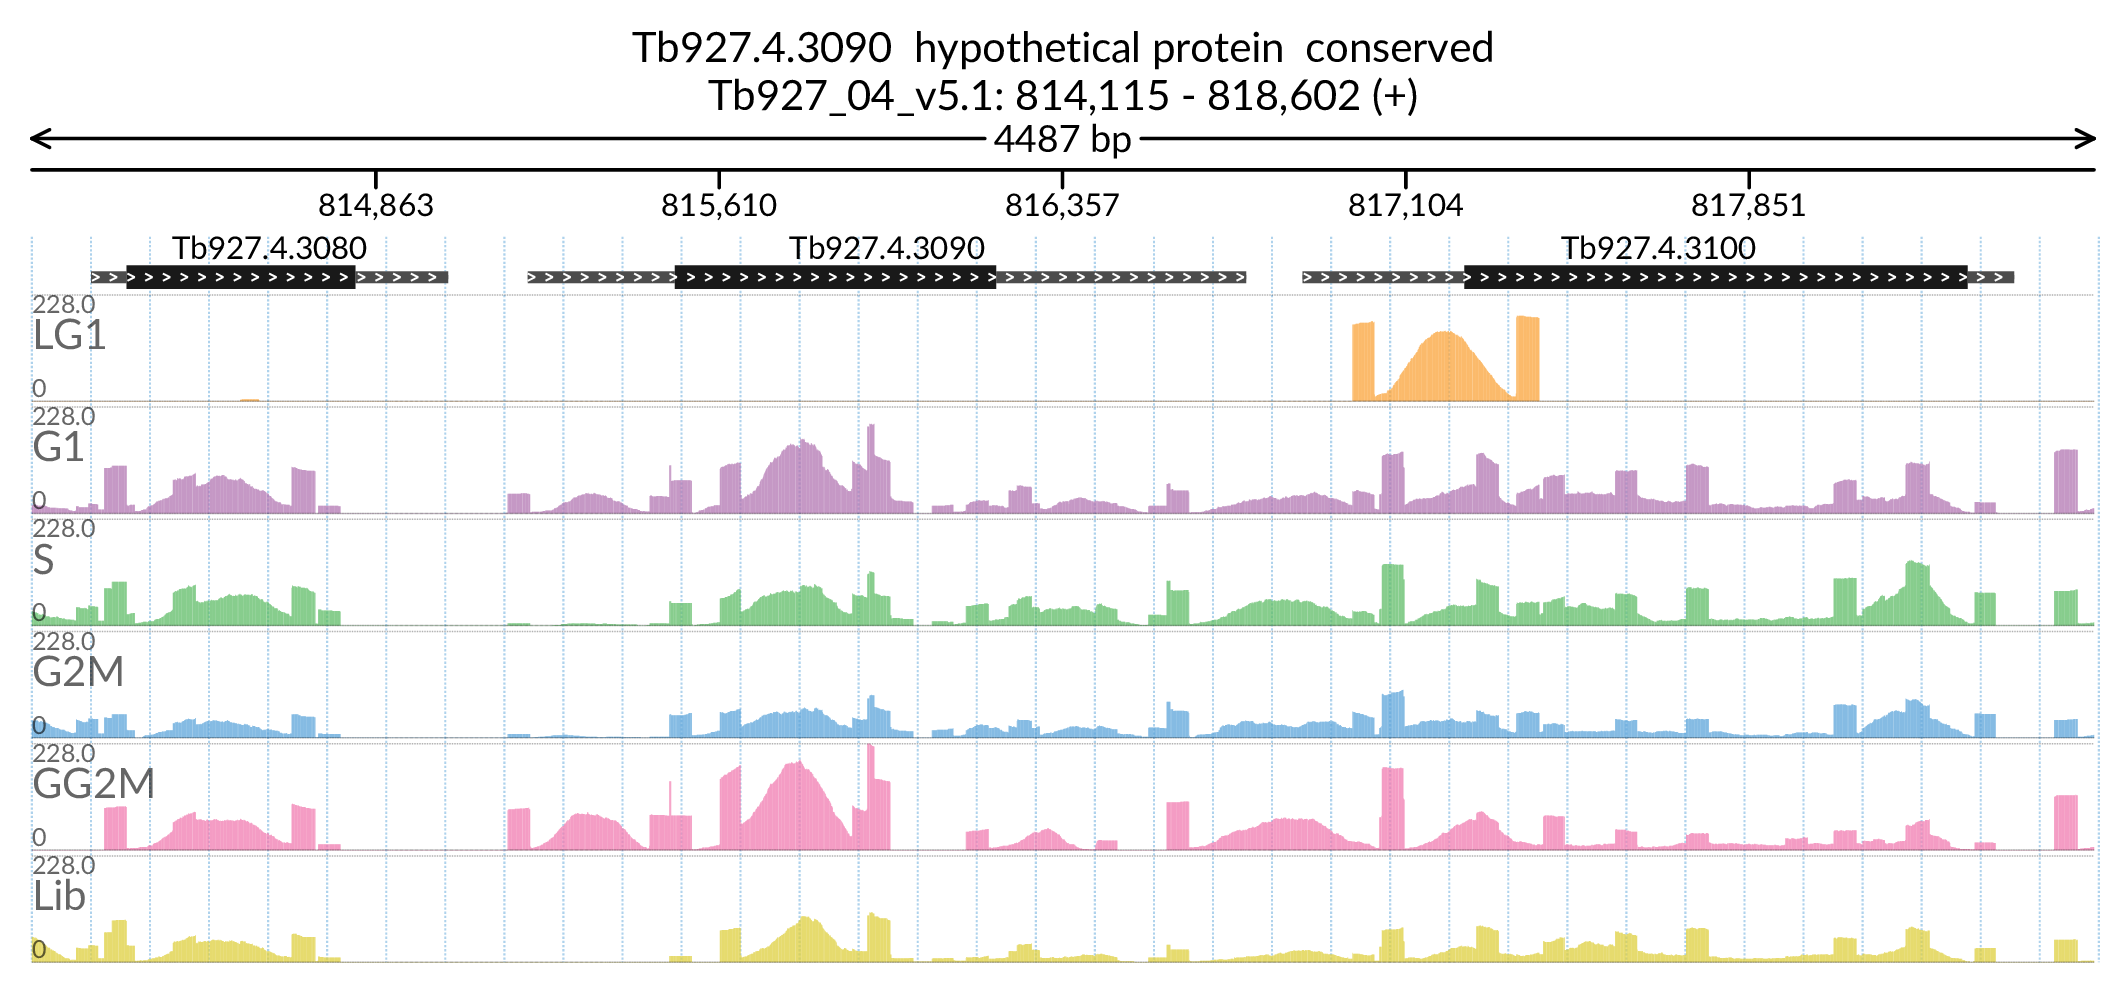 Tb927.4.3090  hypothetical protein  conserved
Tb927_04_v5.1: 814,115 - 818,602 (+)
4487 bp
814,863 815,610 816,357 817,104 817,851
Tb927.4.3080 Tb927.4.3090 Tb927.4.3100
228.0
LG1
0
228.0
G1
0
228.0
S
0
228.0
G2M
0
228.0
GG2M
0
228.0
Lib
0